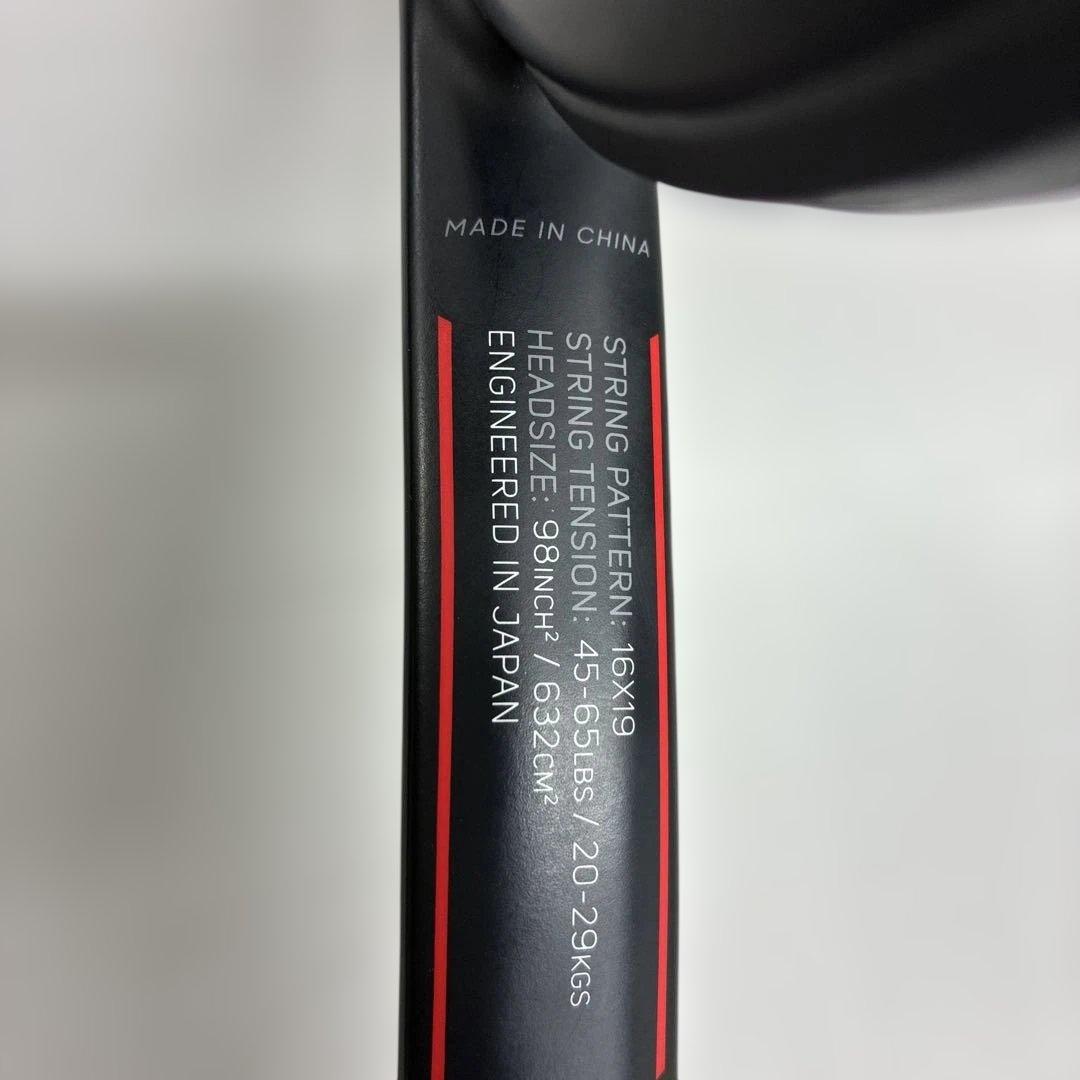 MADE IN CHINA
STRING PATTERN: 16X19
STRING TENSION: 45-65LBS / 20-29KGS
HEADSIZE: 98INCH² / 632CM²
ENGINEERED IN JAPAN